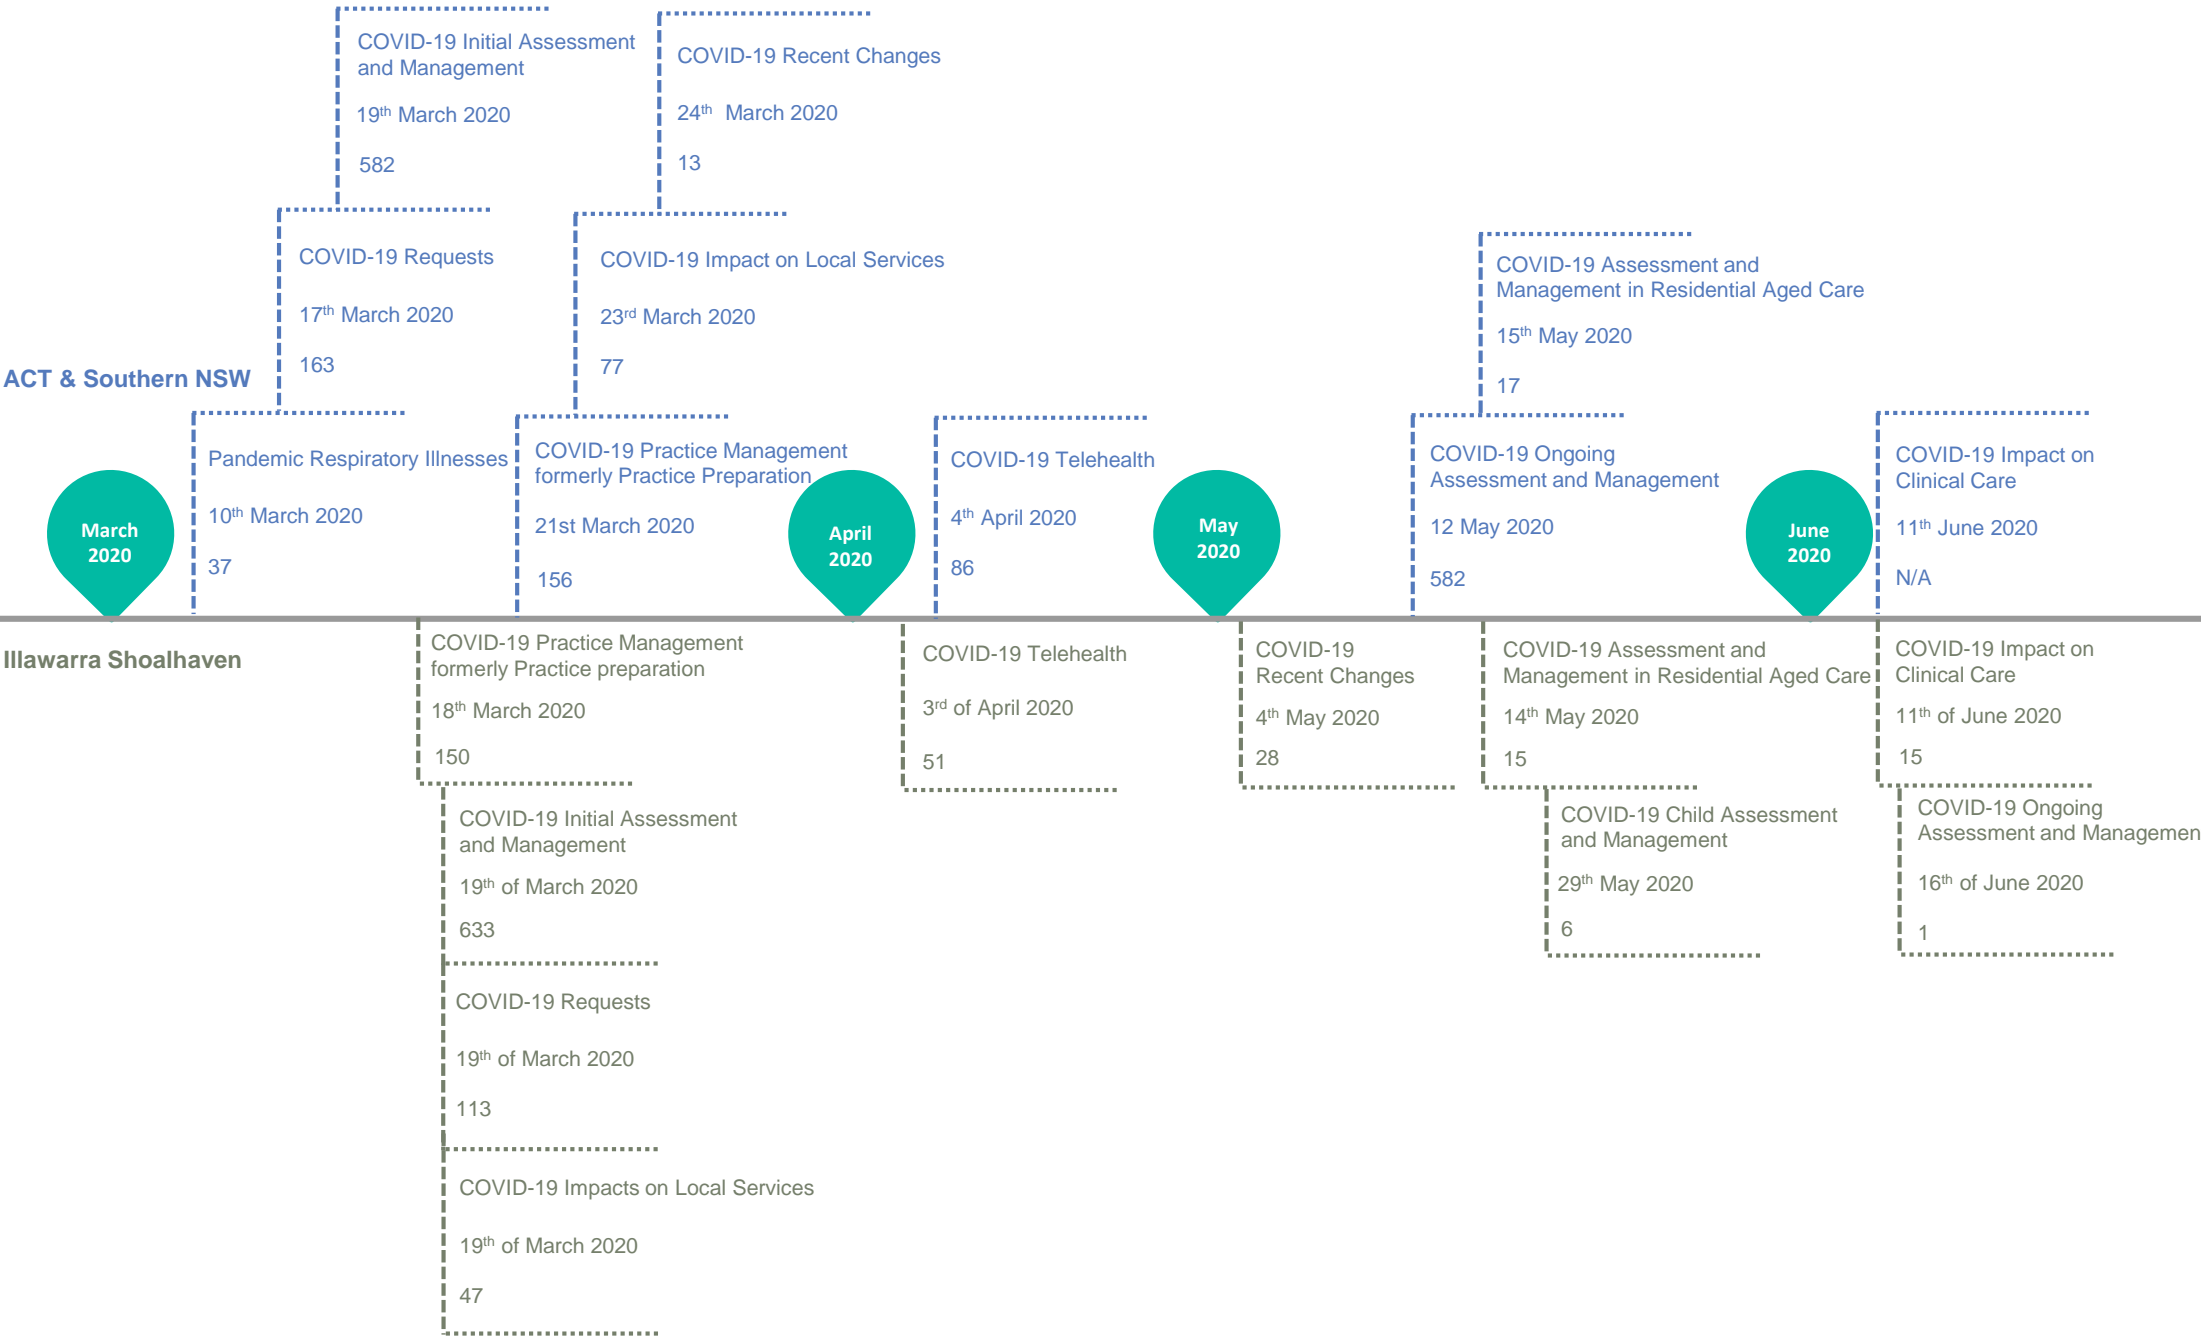 COVID-19 Initial Assessment
and Management
19th March 2020
582
COVID-19 Recent Changes
24th March 2020
13
COVID-19 Requests
17th March 2020
163
COVID-19 Impact on Local Services
23rd March 2020
77
COVID-19 Assessment and
Management in Residential Aged Care
15th May 2020
17
ACT & Southern NSW
March
2020
Pandemic Respiratory Illnesses
10th March 2020
37
COVID-19 Practice Management
formerly Practice Preparation
21st March 2020
156
April
2020
COVID-19 Telehealth
4th April 2020
86
May
2020
COVID-19 Ongoing
Assessment and Management
12 May 2020
582
June
2020
COVID-19 Impact on
Clinical Care
11th June 2020
N/A
Illawarra Shoalhaven
COVID-19 Practice Management
formerly Practice preparation
18th March 2020
150
COVID-19 Initial Assessment
and Management
19th of March 2020
633
COVID-19 Requests
19th of March 2020
113
COVID-19 Impacts on Local Services
19th of March 2020
47
COVID-19 Telehealth
3rd of April 2020
51
COVID-19
Recent Changes
4th May 2020
28
COVID-19 Assessment and
Management in Residential Aged Care
14th May 2020
15
COVID-19 Child Assessment
and Management
29th May 2020
6
COVID-19 Impact on
Clinical Care
11th of June 2020
15
COVID-19 Ongoing
Assessment and Managemen
16th of June 2020
1